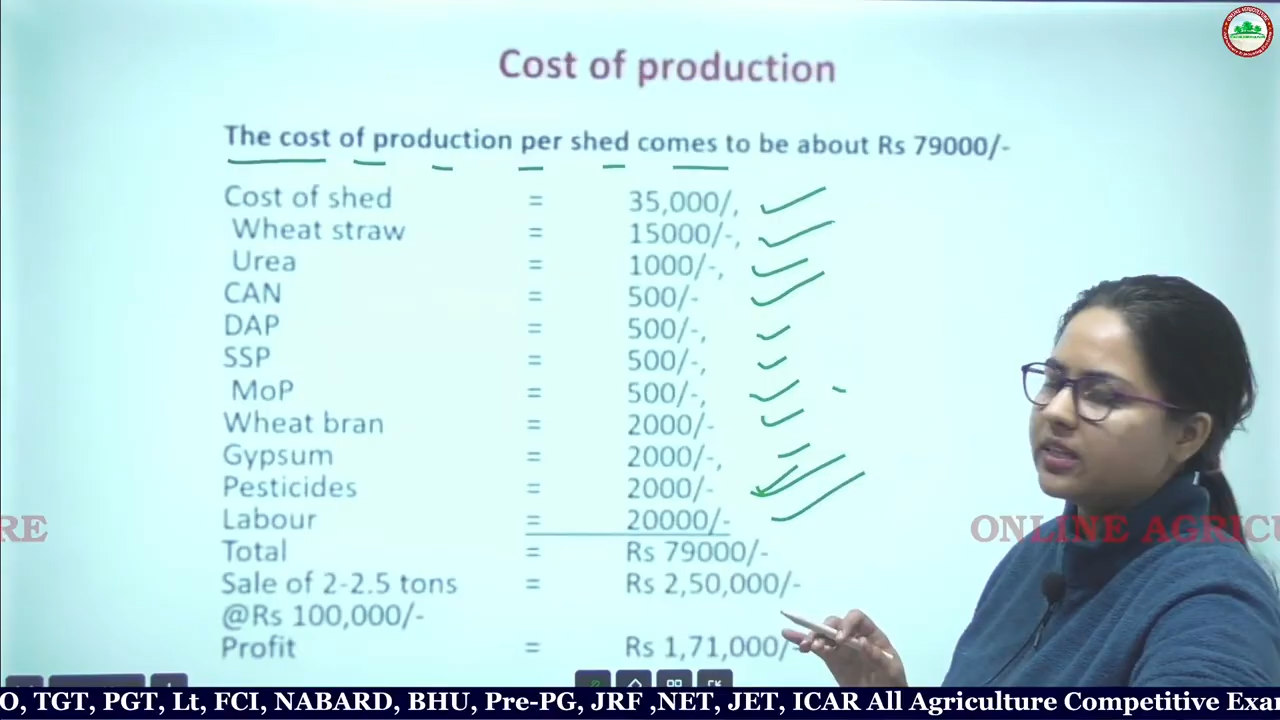 Cost of production
The cost of production per shed comes to be about Rs 79000/-
Cost of shed = 35,000/,
Wheat straw = 15000/-,
Urea = 1000/-,
CAN = 500/-
DAP = 500/-,
SSP = 500/-,
MoP = 500/-,
Wheat bran = 2000/-
Gypsum = 2000/-,
Pesticides = 2000/-
Labour = 20000/-
Total = Rs 79000/-
Sale of 2-2.5 tons = Rs 2,50,000/-
@Rs 100,000/-
Profit = Rs 1,71,000/-
RE
ONLINE AGRICU
O, TGT, PGT, Lt, FCI, NABARD, BHU, Pre-PG, JRF ,NET, JET, ICAR All Agriculture Competitive Exa